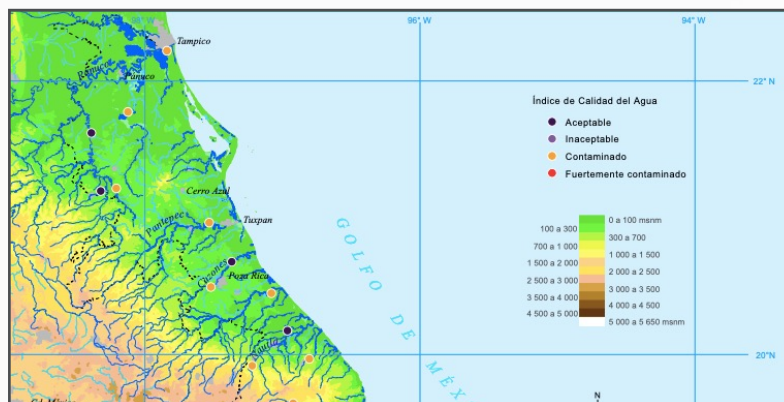 98° W
96° W
94° W
Tampico
Pánuco
Pánuco
22° N
Índice de Calidad del Agua
Aceptable
Inaceptable
Contaminado
Fuertemente contaminado
Cerro Azul
Pantepec
Tuxpan
Cazones
Poza Rica
Nautla
GOLFO DE MÉX
0 a 100 msnm
100 a 300
300 a 700
700 a 1 000
1 000 a 1 500
1 500 a 2 000
2 000 a 2 500
2 500 a 3 000
3 000 a 3 500
3 500 a 4 000
4 000 a 4 500
4 500 a 5 000
5 000 a 5 650 msnm
20° N
N